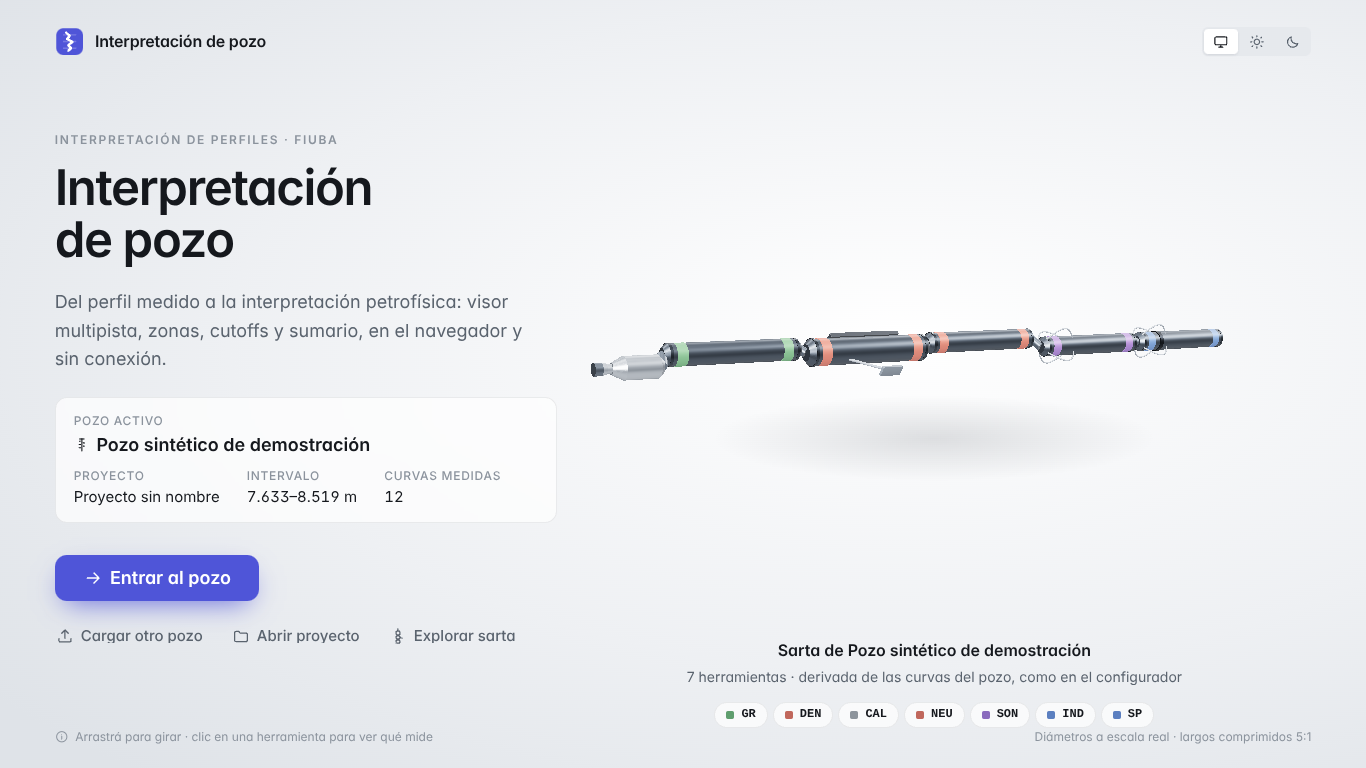 Interpretación de pozo
INTERPRETACIÓN DE PERFILES · FIUBA
Interpretación
de pozo
Del perfil medido a la interpretación petrofísica: visor
multipista, zonas, cutoffs y sumario, en el navegador y
sin conexión.
POZO ACTIVO
Pozo sintético de demostración
PROYECTO INTERVALO CURVAS MEDIDAS
Proyecto sin nombre 7.633–8.519 m 12
Entrar al pozo
Cargar otro pozo Abrir proyecto Explorar sarta
Sarta de Pozo sintético de demostración
7 herramientas · derivada de las curvas del pozo, como en el configurador
GR DEN CAL NEU SON IND SP
Arrastrá para girar · clic en una herramienta para ver qué mide
Diámetros a escala real · largos comprimidos 5:1